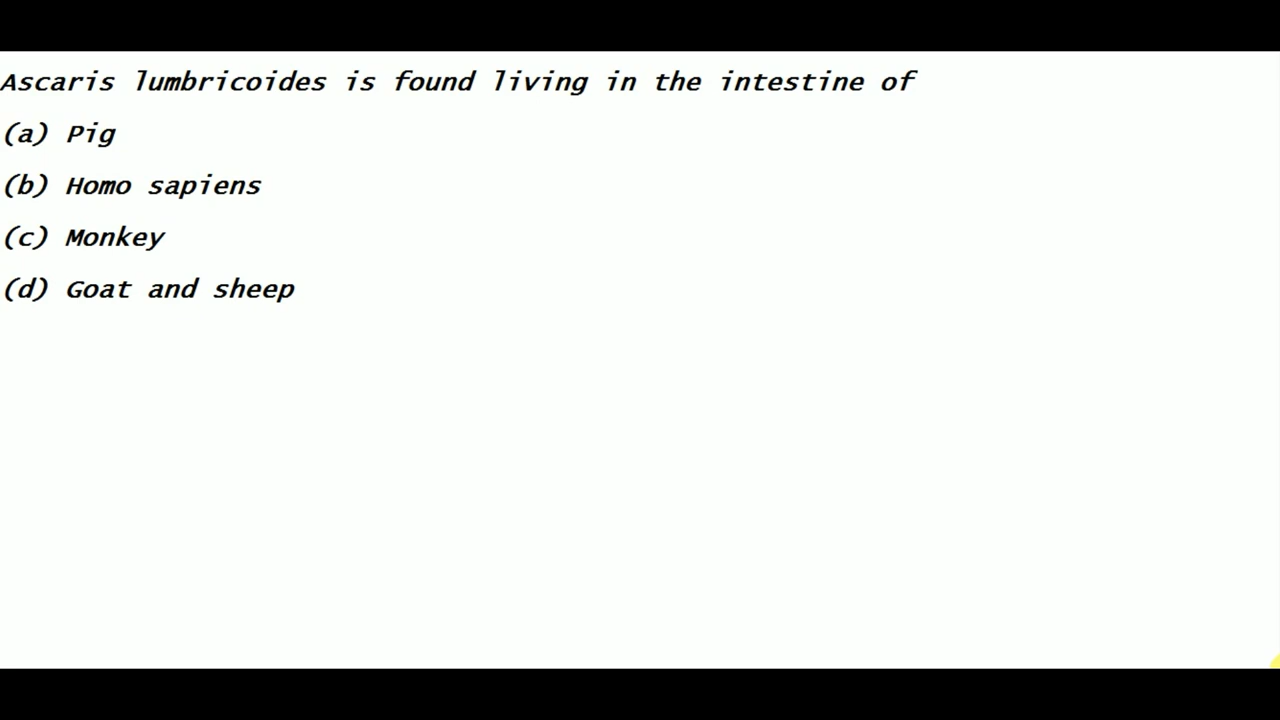 Ascaris lumbricoides is found living in the intestine of
(a) Pig
(b) Homo sapiens
(c) Monkey
(d) Goat and sheep